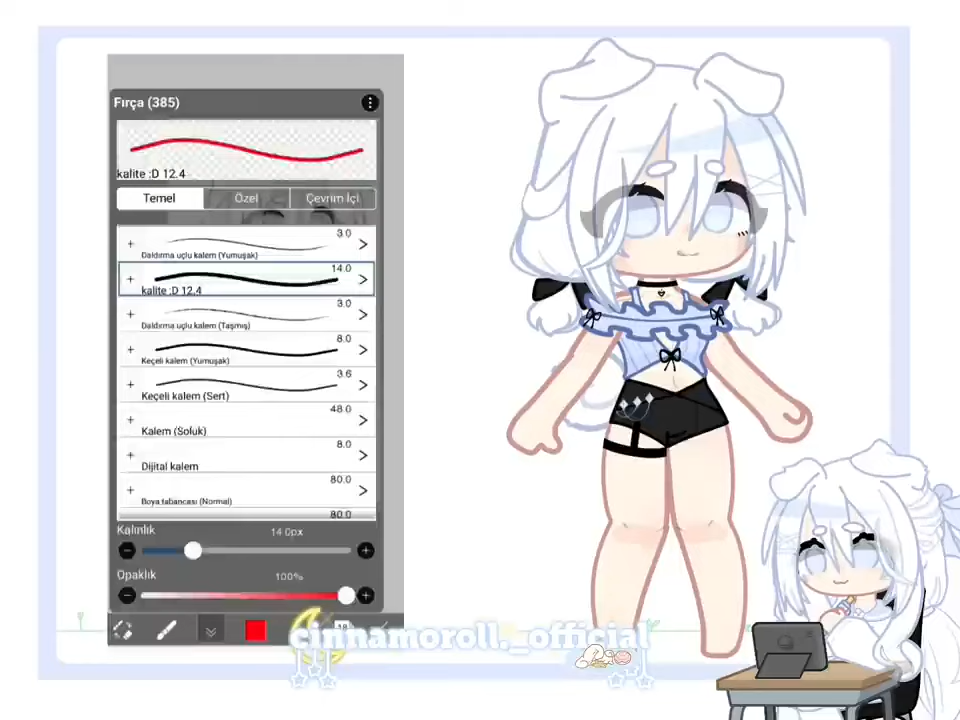 Fırça (385)
kalite :D 12.4
Temel
Özel
Çevrim İçi
3.0
Daldırma uçlu kalem (Yumuşak)
14.0
kalite :D 12.4
3.0
Daldırma uçlu kalem (Taşmış)
8.0
Keçeli kalem (Yumuşak)
3.6
Keçeli kalem (Sert)
48.0
Kalem (Soluk)
8.0
Dijital kalem
80.0
Boya tabancası (Normal)
80.0
Kalınlık
14.0px
Opaklık
100%
18
cinnamoroll._official